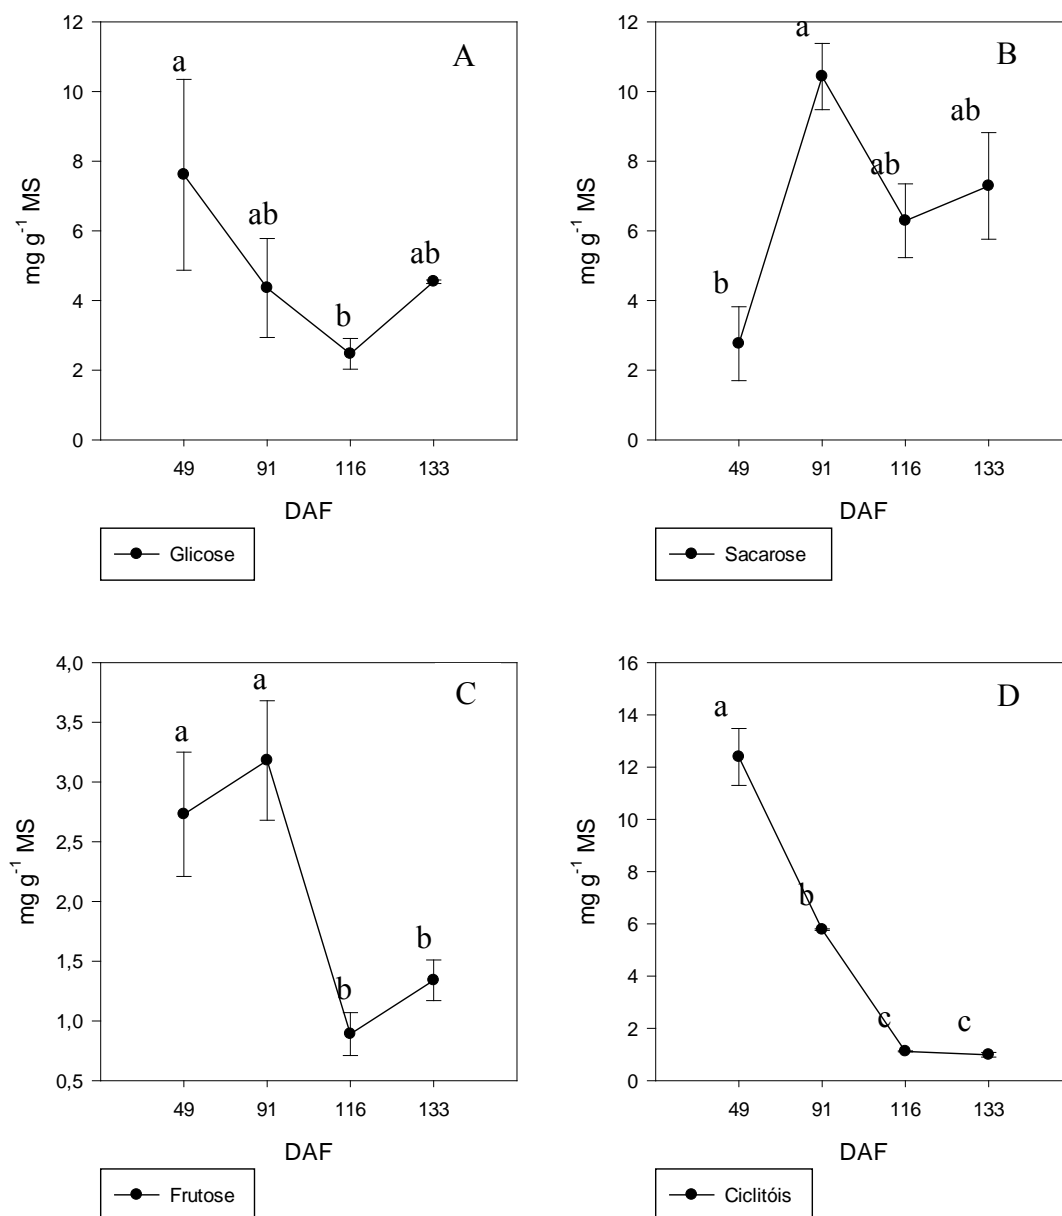 A
12
10
8
6
4
2
0
mg g⁻¹ MS
a
ab
b
ab
49 91 116 133
DAF
Glicose
B
12
10
8
6
4
2
0
mg g⁻¹ MS
b
a
ab
ab
49 91 116 133
DAF
Sacarose
C
4,0
3,5
3,0
2,5
2,0
1,5
1,0
0,5
mg g⁻¹ MS
a
a
b
b
49 91 116 133
DAF
Frutose
D
16
14
12
10
8
6
4
2
0
mg g⁻¹ MS
a
b
c
c
49 91 116 133
DAF
Ciclitóis